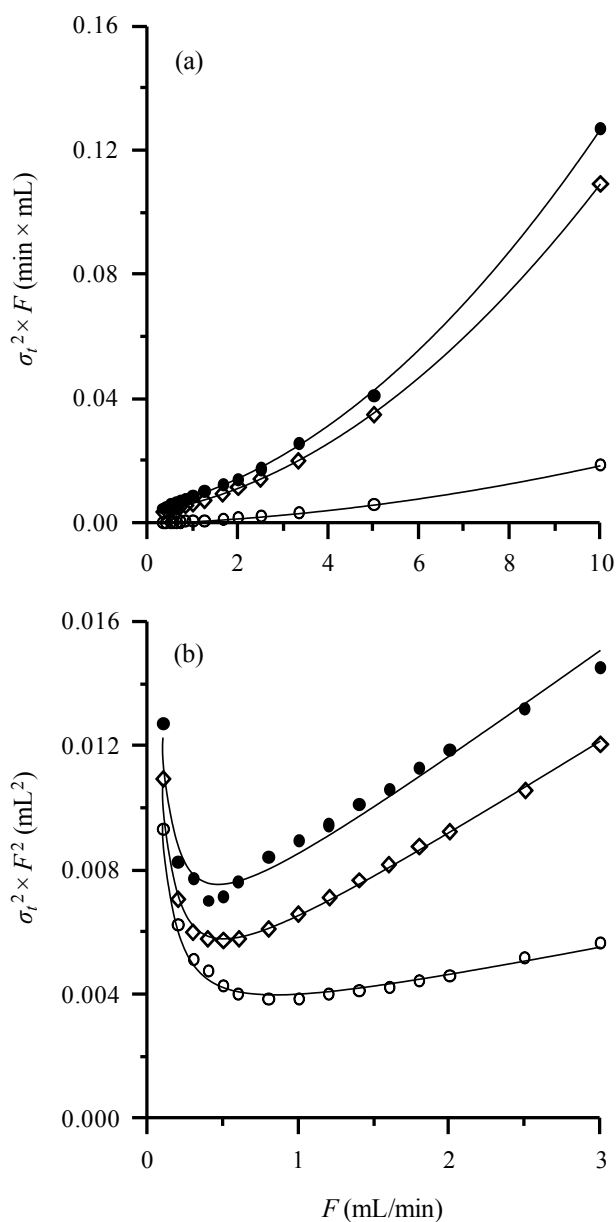 0.16
(a)
0.12
0.08
0.04
0.00
σₜ² × F (min × mL)
0 2 4 6 8 10
0.016
(b)
0.012
0.008
0.004
0.000
σₜ² × F² (mL²)
0 1 2 3
F (mL/min)